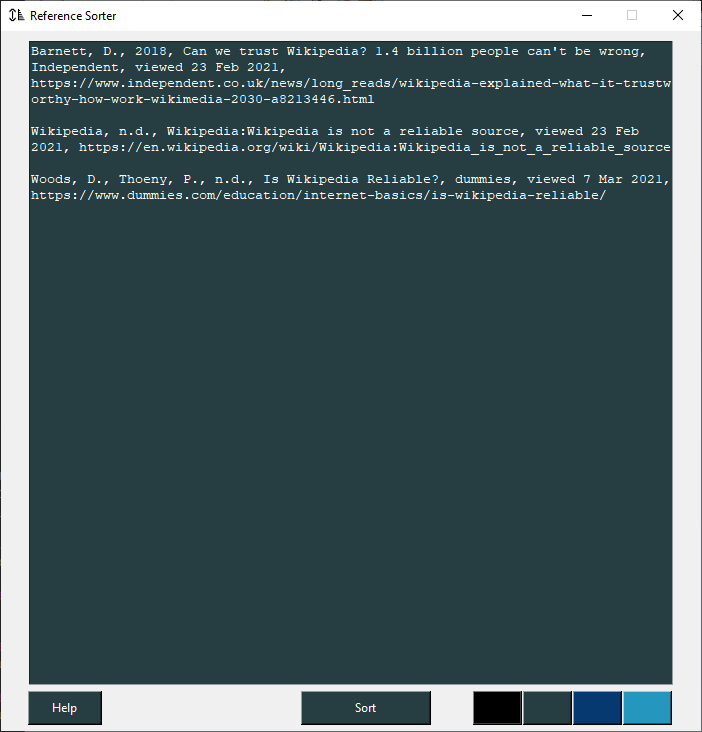 Reference Sorter
Barnett, D., 2018, Can we trust Wikipedia? 1.4 billion people can't be wrong,
Independent, viewed 23 Feb 2021,
https://www.independent.co.uk/news/long_reads/wikipedia-explained-what-it-trustw
orthy-how-work-wikimedia-2030-a8213446.html
Wikipedia, n.d., Wikipedia:Wikipedia is not a reliable source, viewed 23 Feb
2021, https://en.wikipedia.org/wiki/Wikipedia:Wikipedia_is_not_a_reliable_source
Woods, D., Thoeny, P., n.d., Is Wikipedia Reliable?, dummies, viewed 7 Mar 2021,
https://www.dummies.com/education/internet-basics/is-wikipedia-reliable/
Help
Sort